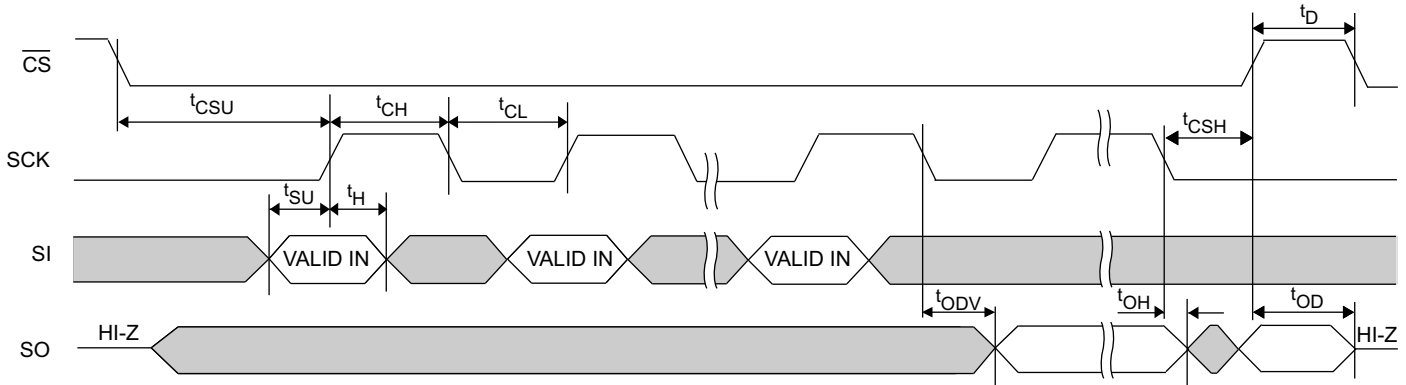 tD
CS
tCSU
tCH
tCL
tCSH
SCK
tSU
tH
SI
VALID IN
VALID IN
VALID IN
tODV
tOH
tOD
HI-Z
HI-Z
SO